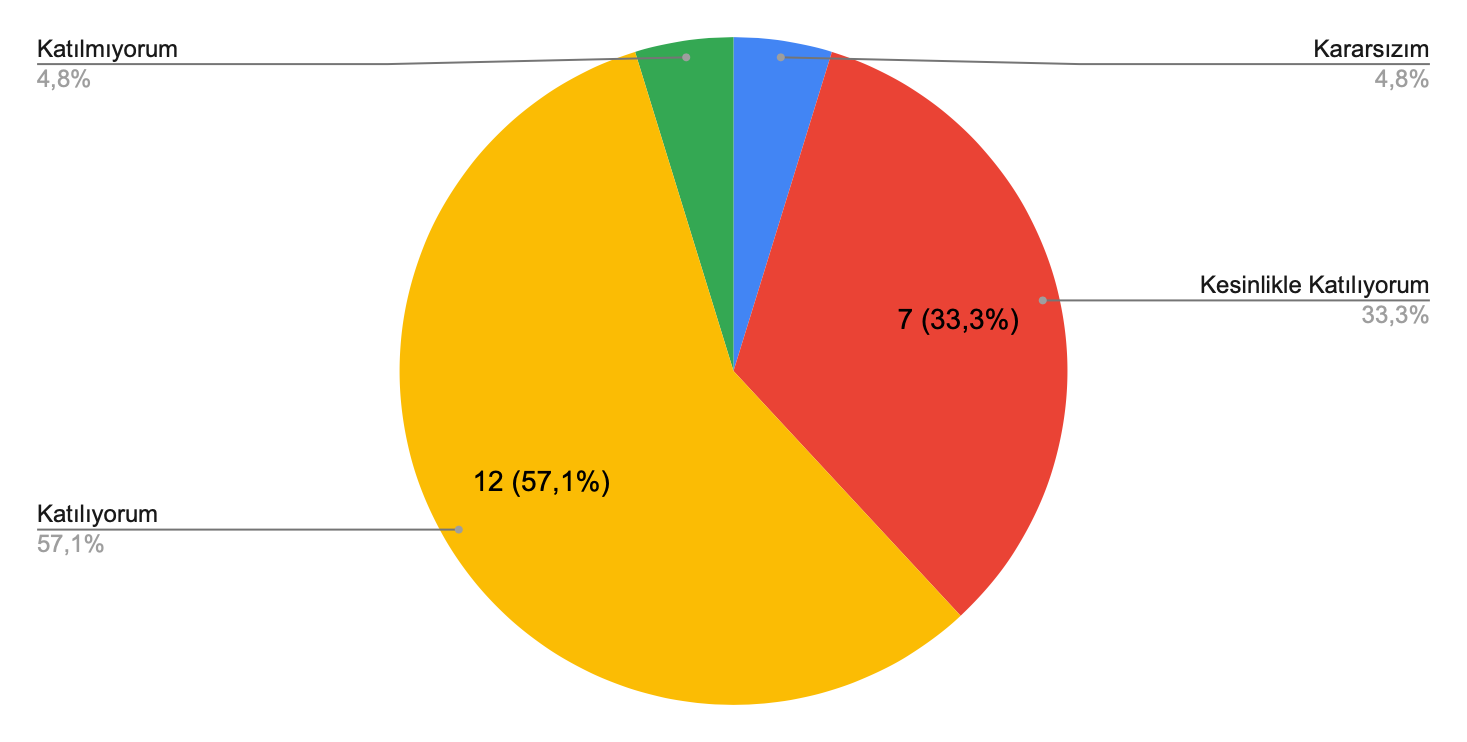 Katılmıyorum
4,8%
Kararsızım
4,8%
Kesinlikle Katılıyorum
33,3%
7 (33,3%)
12 (57,1%)
Katılıyorum
57,1%